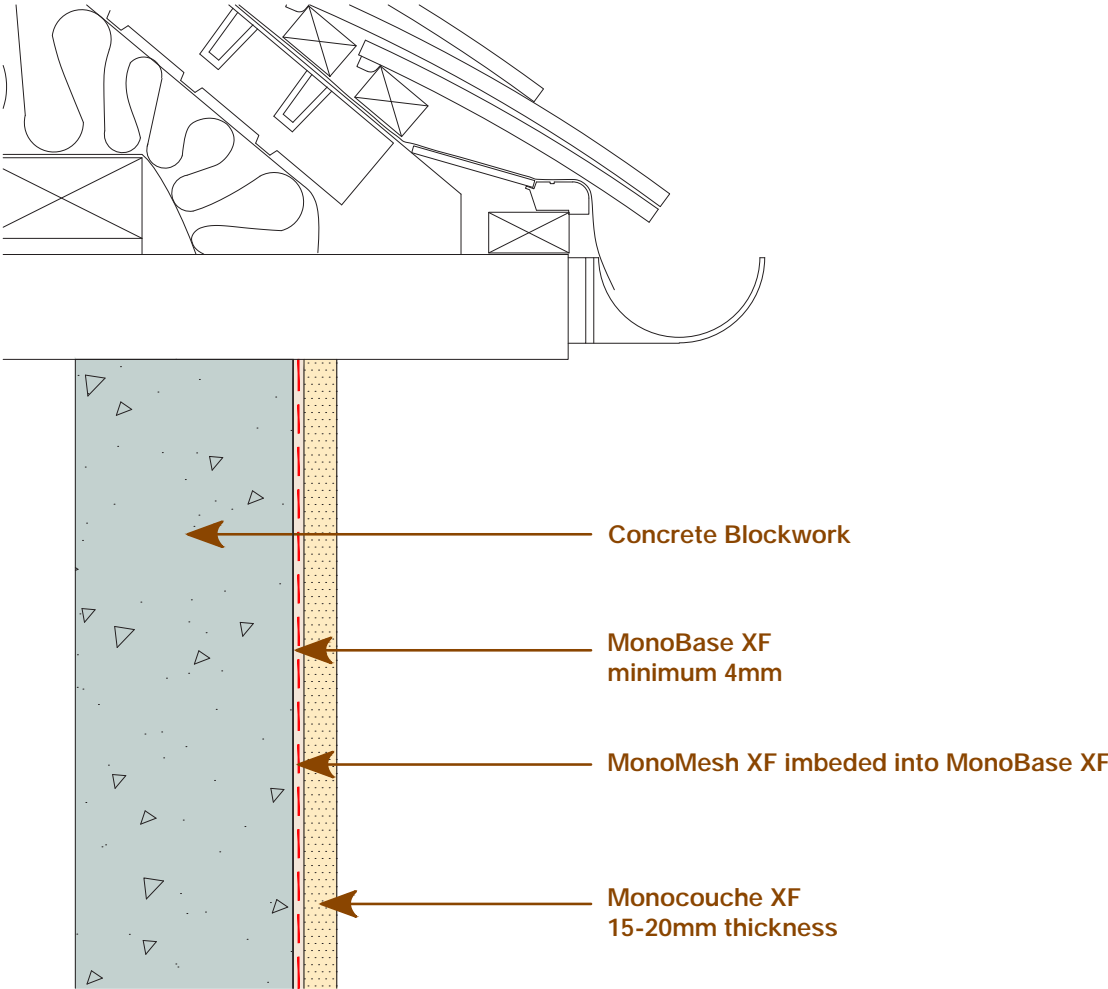 Concrete Blockwork
MonoBase XF
minimum 4mm
MonoMesh XF imbeded into MonoBase XF
Monocouche XF
15-20mm thickness